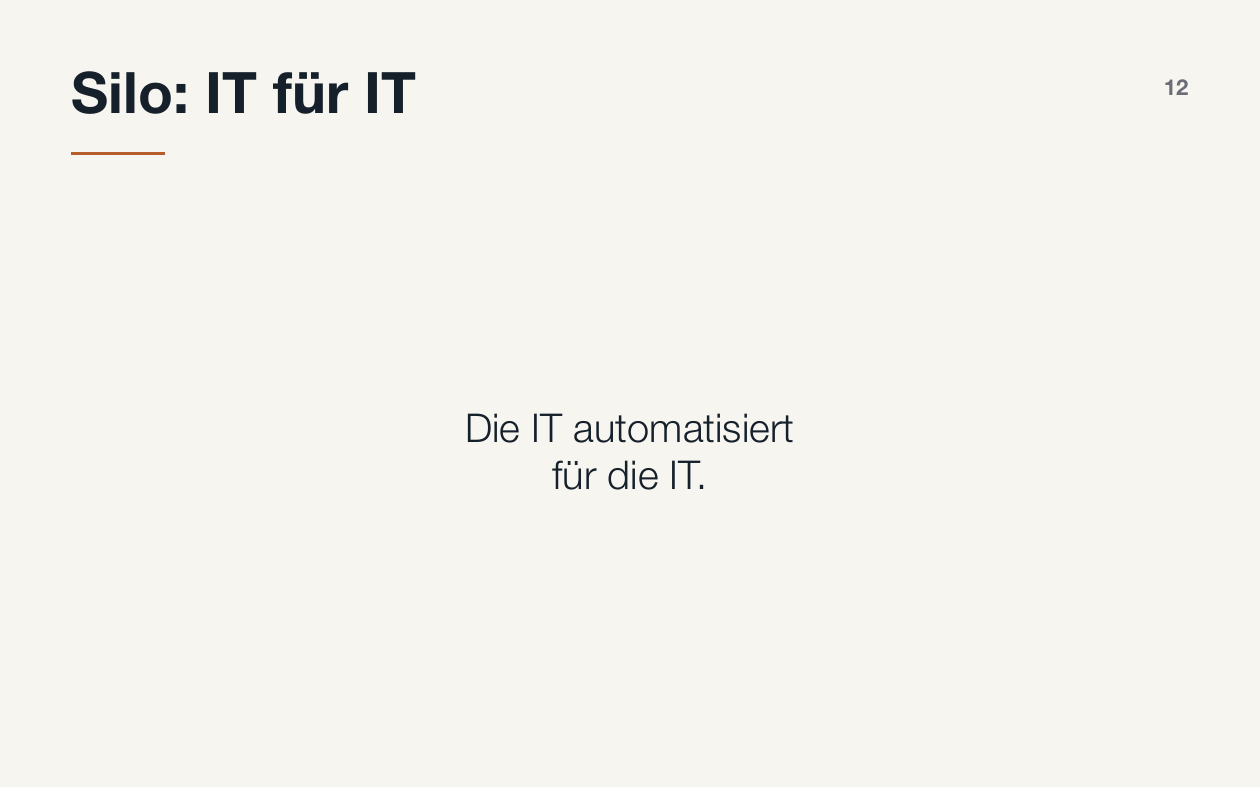 Silo: IT für IT
12
Die IT automatisiert
für die IT.